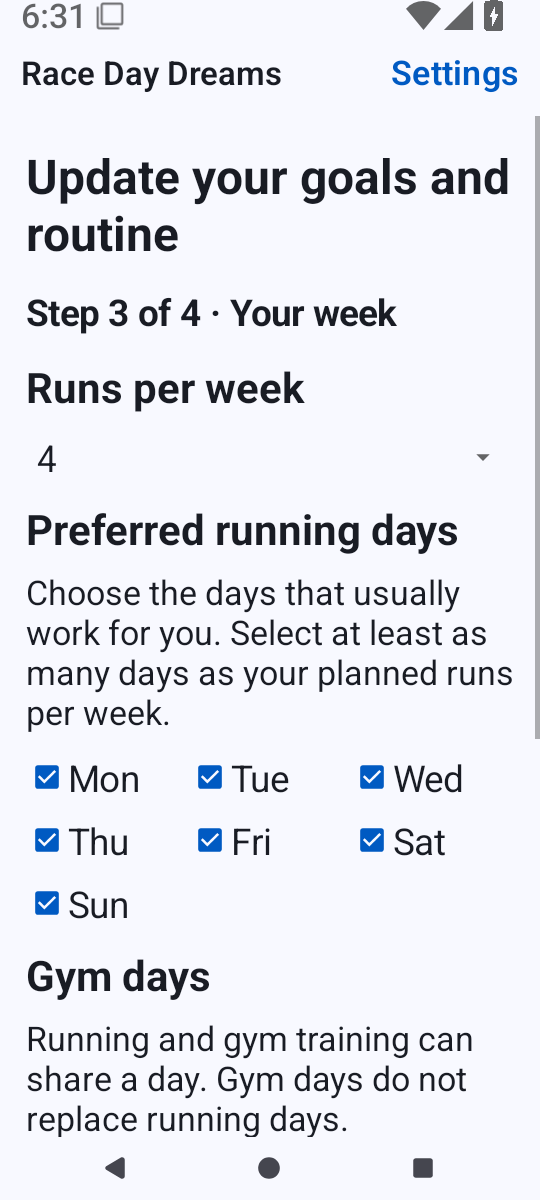 6:31
Race Day Dreams
Settings
Update your goals and
routine
Step 3 of 4 · Your week
Runs per week
4
Preferred running days
Choose the days that usually
work for you. Select at least as
many days as your planned runs
per week.
Mon Tue Wed
Thu Fri Sat
Sun
Gym days
Running and gym training can
share a day. Gym days do not
replace running days.